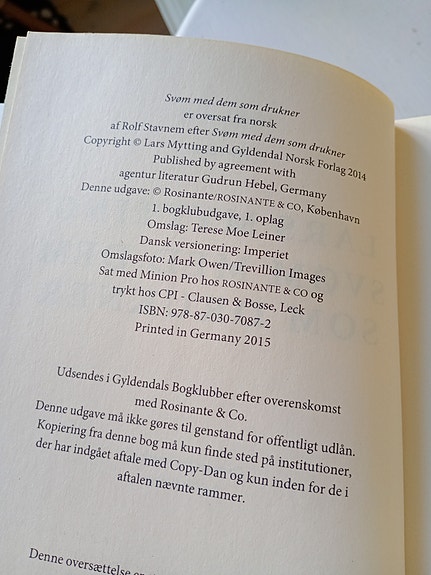 Svøm med dem som drukner
er oversat fra norsk
af Rolf Stavnem efter Svøm med dem som drukner
Copyright © Lars Mytting and Gyldendal Norsk Forlag 2014
Published by agreement with
agentur literatur Gudrun Hebel, Germany
Denne udgave: © Rosinante/ROSINANTE & CO, København
1. bogklubudgave, 1. oplag
Omslag: Terese Moe Leiner
Dansk versionering: Imperiet
Omslagsfoto: Mark Owen/Trevillion Images
Sat med Minion Pro hos ROSINANTE & CO og
trykt hos CPI - Clausen & Bosse, Leck
ISBN: 978-87-030-7087-2
Printed in Germany 2015
Udsendes i Gyldendals Bogklubber efter overenskomst
med Rosinante & Co.
Denne udgave må ikke gøres til genstand for offentligt udlån.
Kopiering fra denne bog må kun finde sted på institutioner,
der har indgået aftale med Copy-Dan og kun inden for de i
aftalen nævnte rammer.
Denne oversættelse er